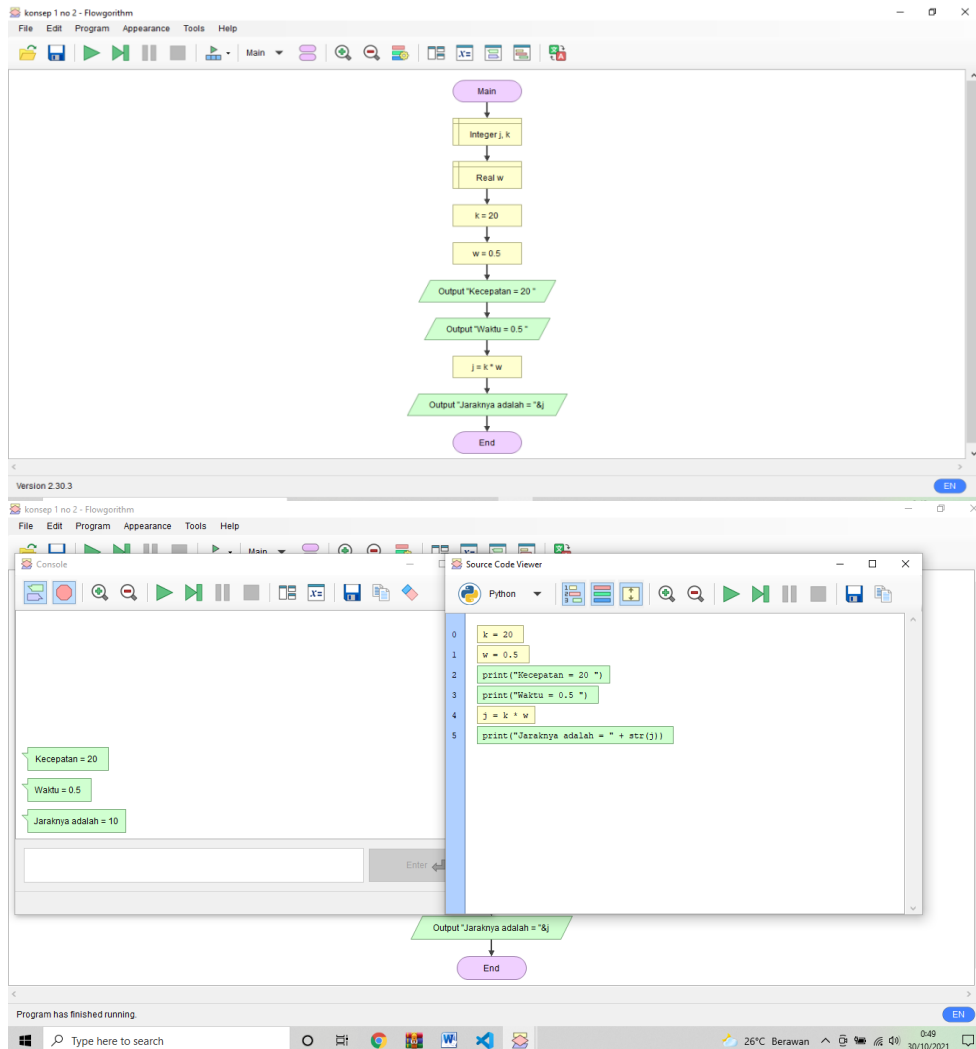 konsep 1 no 2 - Flowgorithm
File Edit Program Appearance Tools Help
Main
Main
Integer j, k
Real w
k = 20
w = 0.5
Output "Kecepatan = 20 "
Output "Waktu = 0.5 "
j = k * w
Output "Jaraknya adalah = "&j
End
Version 2.30.3
EN
konsep 1 no 2 - Flowgorithm
File Edit Program Appearance Tools Help
Main
Console
Kecepatan = 20
Waktu = 0.5
Jaraknya adalah = 10
Enter
Source Code Viewer
Python
0 k = 20
1 w = 0.5
2 print("Kecepatan = 20 ")
3 print("Waktu = 0.5 ")
4 j = k * w
5 print("Jaraknya adalah = " + str(j))
Output "Jaraknya adalah = "&j
End
Program has finished running.
EN
Type here to search
26°C Berawan
0:49
30/10/2021